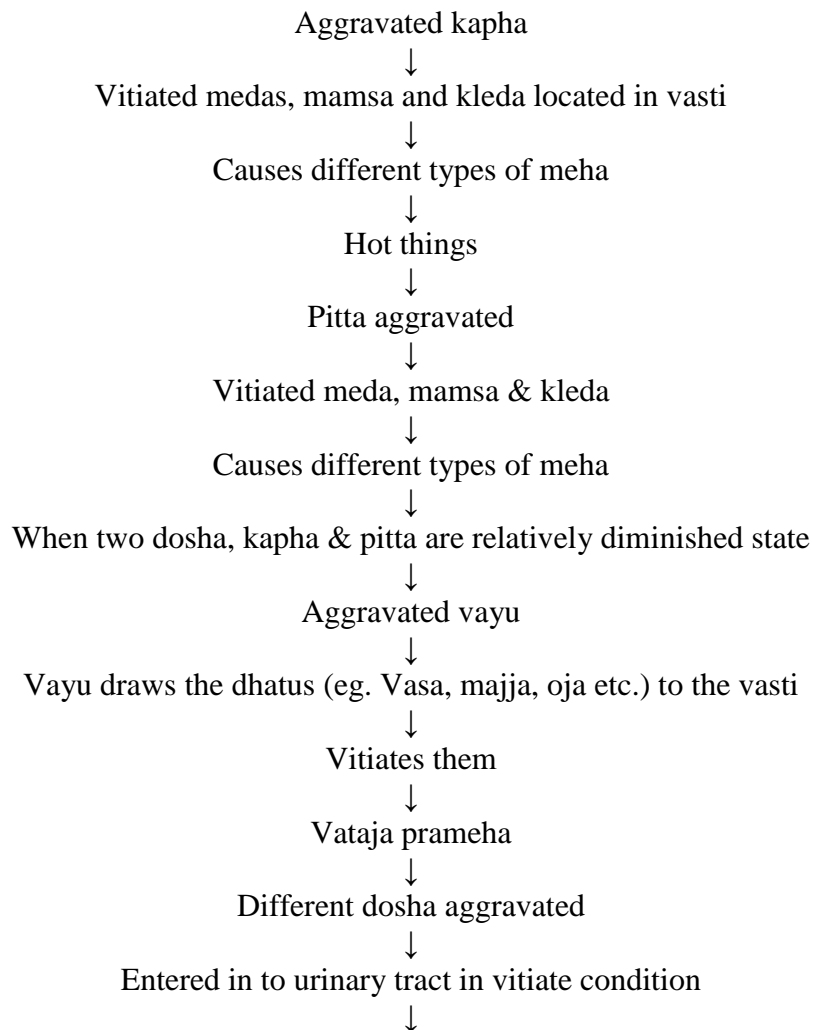 Aggravated kapha
↓
Vitiated medas, mamsa and kleda located in vasti
↓
Causes different types of meha
↓
Hot things
↓
Pitta aggravated
↓
Vitiated meda, mamsa & kleda
↓
Causes different types of meha
↓
When two dosha, kapha & pitta are relatively diminished state
↓
Aggravated vayu
↓
Vayu draws the dhatus (eg. Vasa, majja, oja etc.) to the vasti
↓
Vitiates them
↓
Vataja prameha
↓
Different dosha aggravated
↓
Entered in to urinary tract in vitiate condition
↓